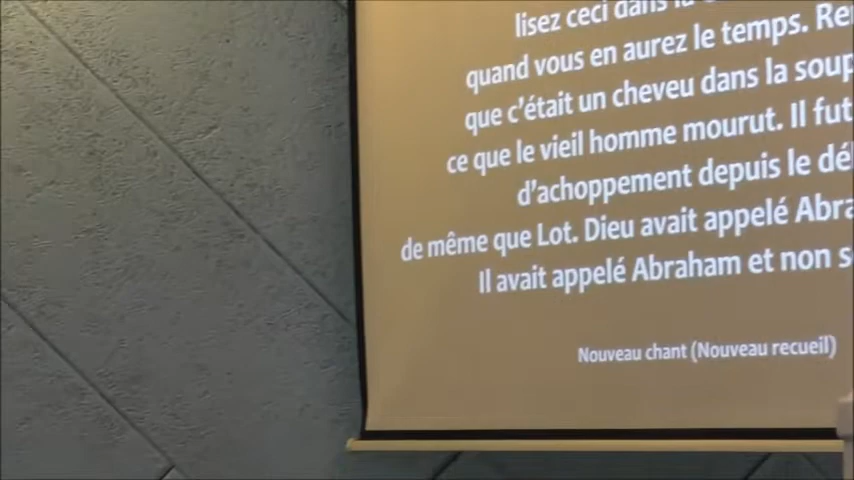 lisez ceci dans la
quand vous en aurez le temps.
que c'était un cheveu dans la
ce que le vieil homme mourut. Il fut
d'achoppement depuis le
de même que Lot. Dieu avait appelé
Il avait appelé Abraham et non
Nouveau chant (Nouveau recueil)